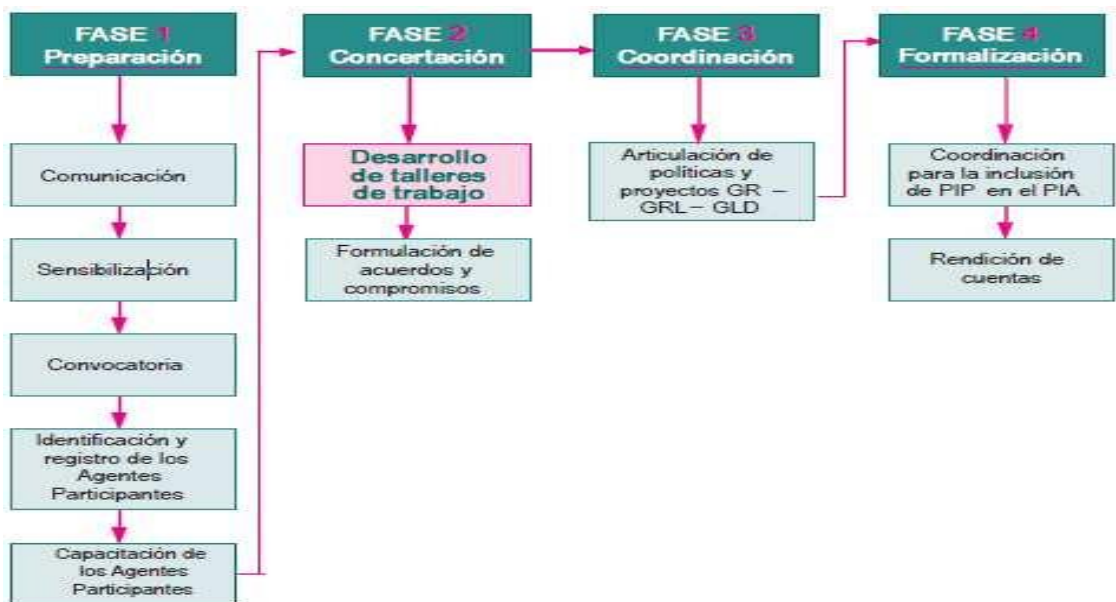 FASE 1
Preparación
Comunicación
Sensibilización
Convocatoria
Identificación y
registro de los
Agentes
Participantes
Capacitación de
los Agentes
Participantes
FASE 2
Concertación
Desarrollo
de talleres
de trabajo
Formulación de
acuerdos y
compromisos
FASE 3
Coordinación
Articulación de
políticas y
proyectos GR –
GRL – GLD
FASE 4
Formalización
Coordinación
para la inclusión
de PIP en el PIA
Rendición de
cuentas